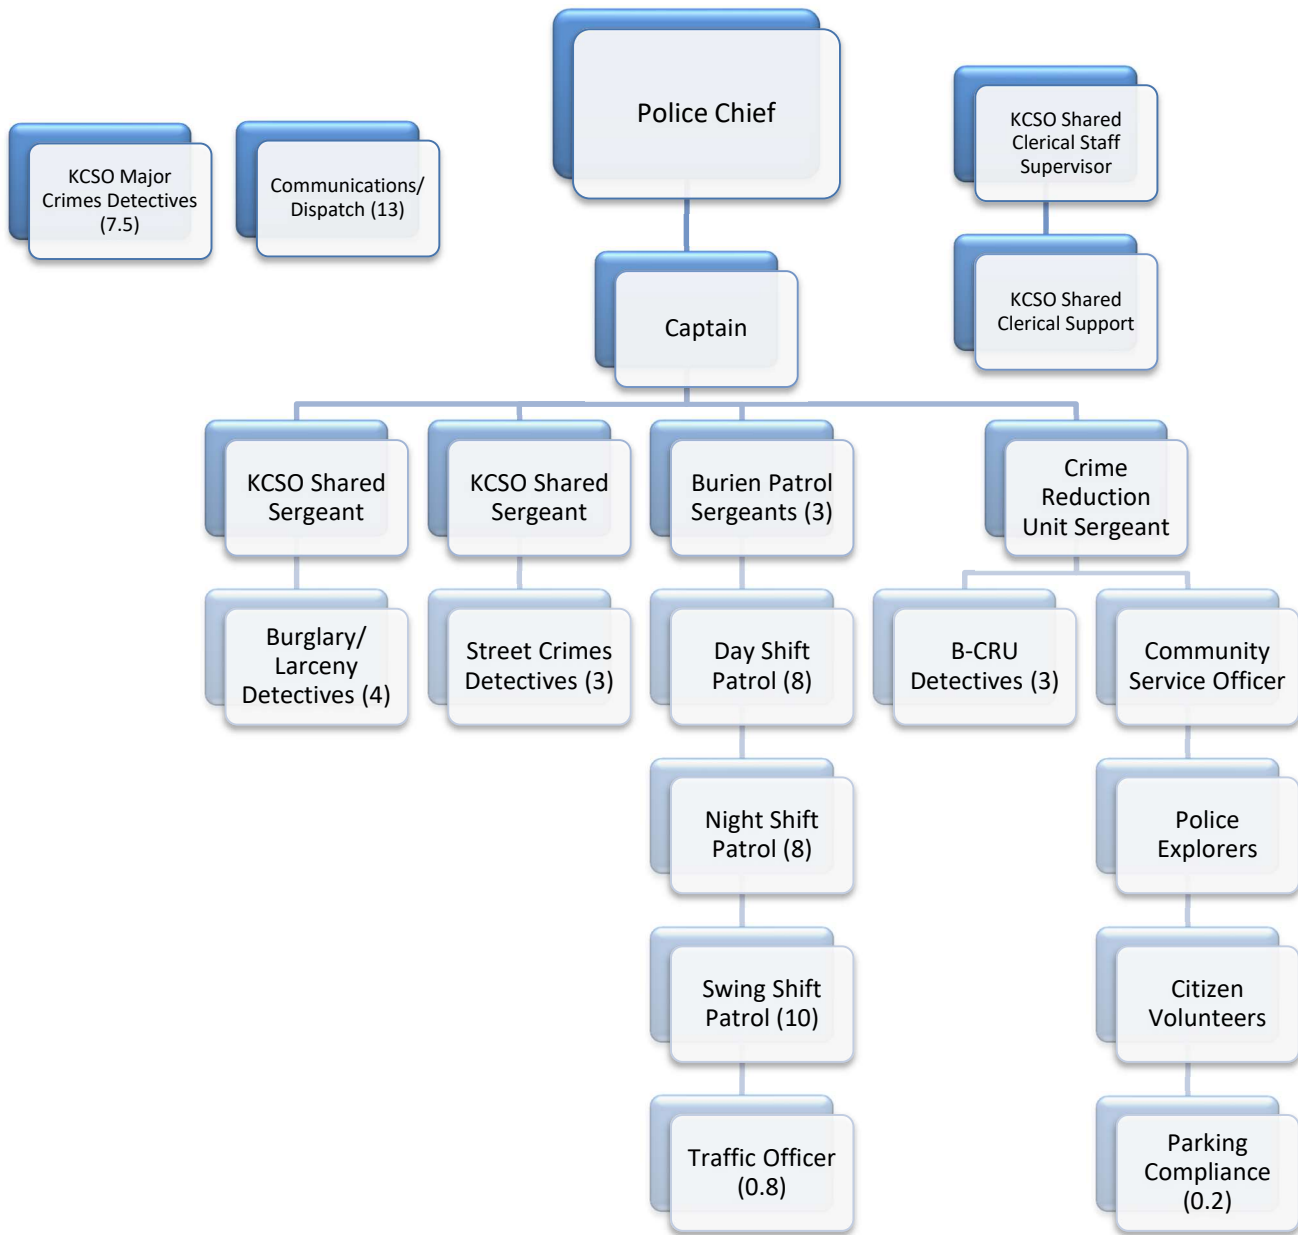 Police Chief
KCSO Shared
Clerical Staff
Supervisor
KCSO Major
Crimes Detectives
(7.5)
Communications/
Dispatch (13)
KCSO Shared
Clerical Support
Captain
KCSO Shared
Sergeant
KCSO Shared
Sergeant
Burien Patrol
Sergeants (3)
Crime
Reduction
Unit Sergeant
Burglary/
Larceny
Detectives (4)
Street Crimes
Detectives (3)
Day Shift
Patrol (8)
B-CRU
Detectives (3)
Community
Service Officer
Night Shift
Patrol (8)
Police
Explorers
Swing Shift
Patrol (10)
Citizen
Volunteers
Traffic Officer
(0.8)
Parking
Compliance
(0.2)